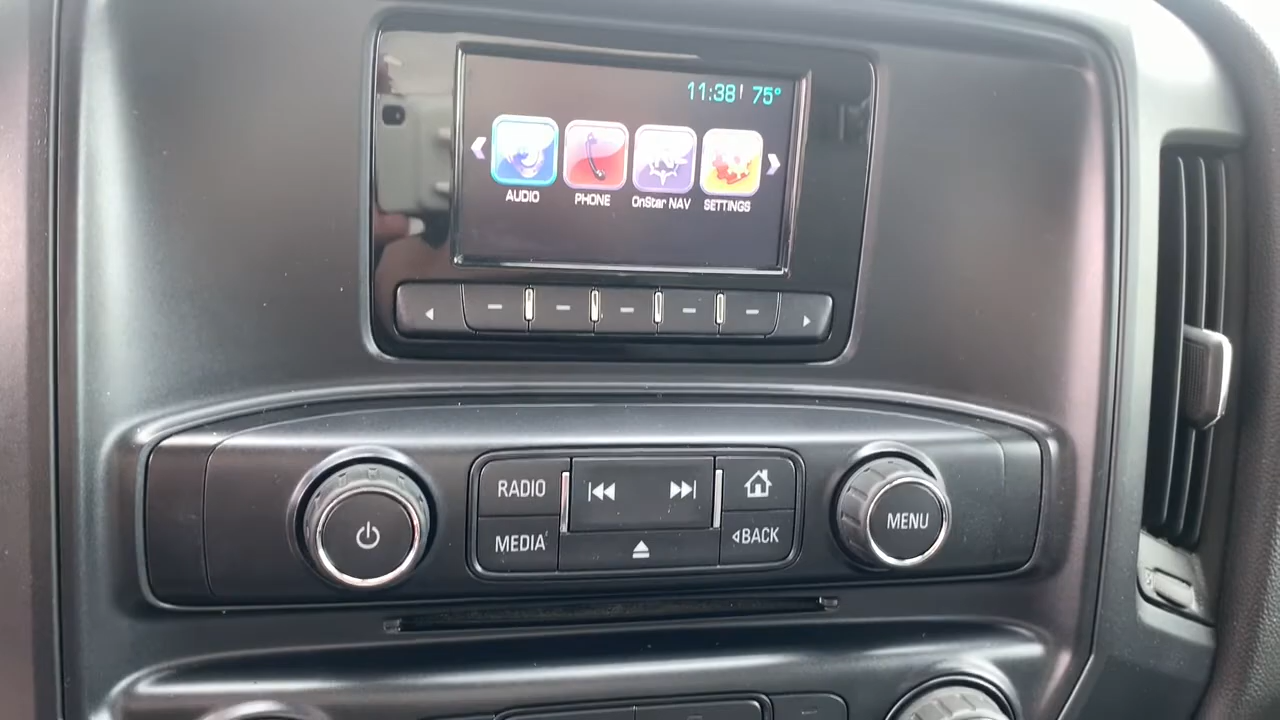 11:38 75°
AUDIO PHONE OnStar NAV SETTINGS
RADIO
MEDIA
BACK
MENU